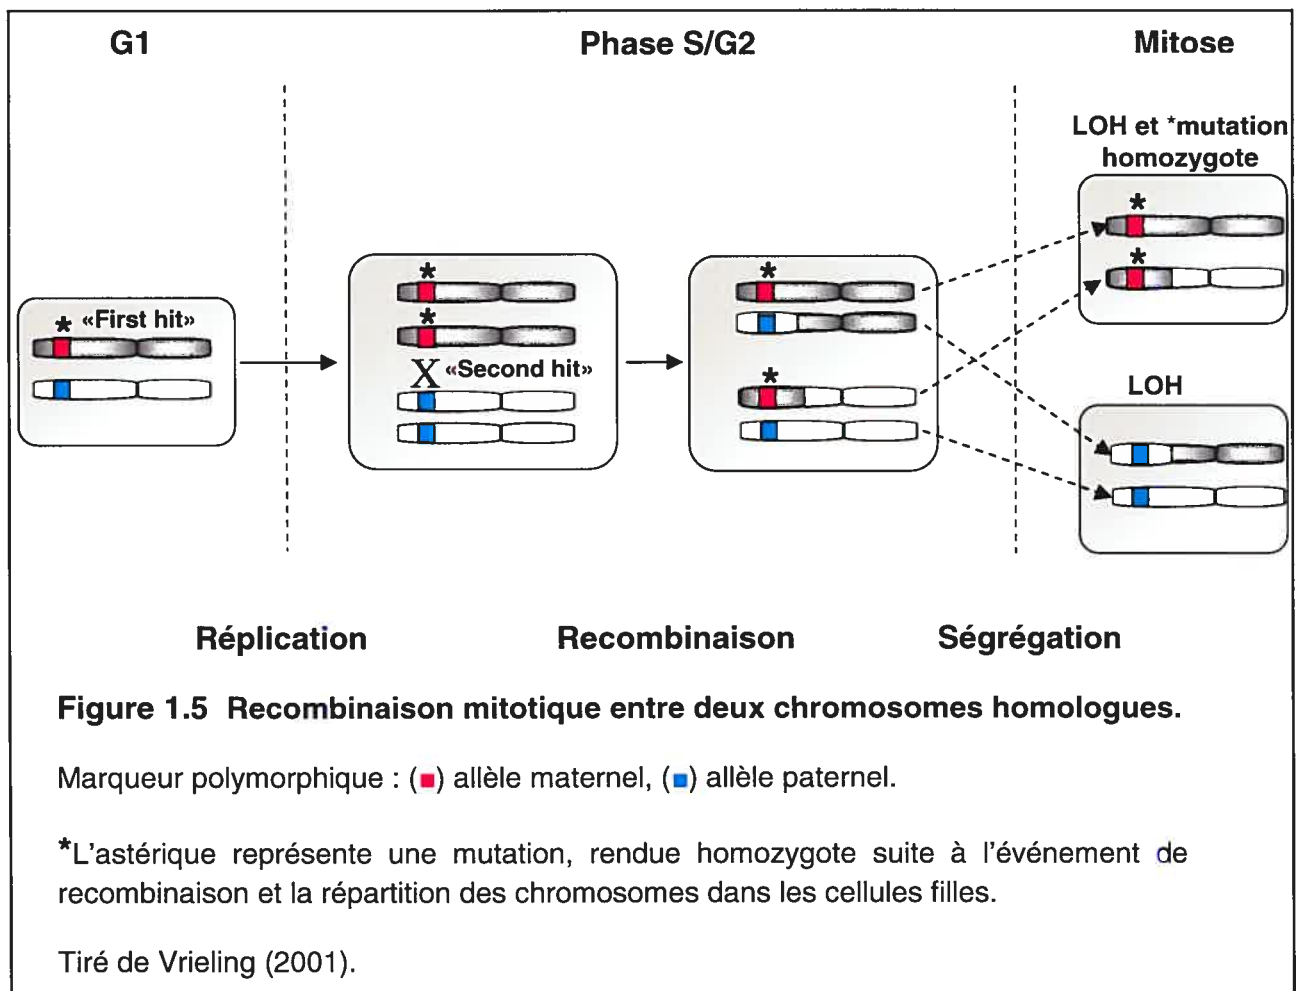 G1
Phase S/G2
Mitose
LOH et *mutation
homozygote
*
*
* «First hit»
*
*
X «Second hit»
*
*
LOH
Réplication
Recombinaison
Ségrégation
Figure 1.5 Recombinaison mitotique entre deux chromosomes homologues.
Marqueur polymorphique : (■) allèle maternel, (■) allèle paternel.
*L'astérique représente une mutation, rendue homozygote suite à l'événement de
recombinaison et la répartition des chromosomes dans les cellules filles.
Tiré de Vrieling (2001).